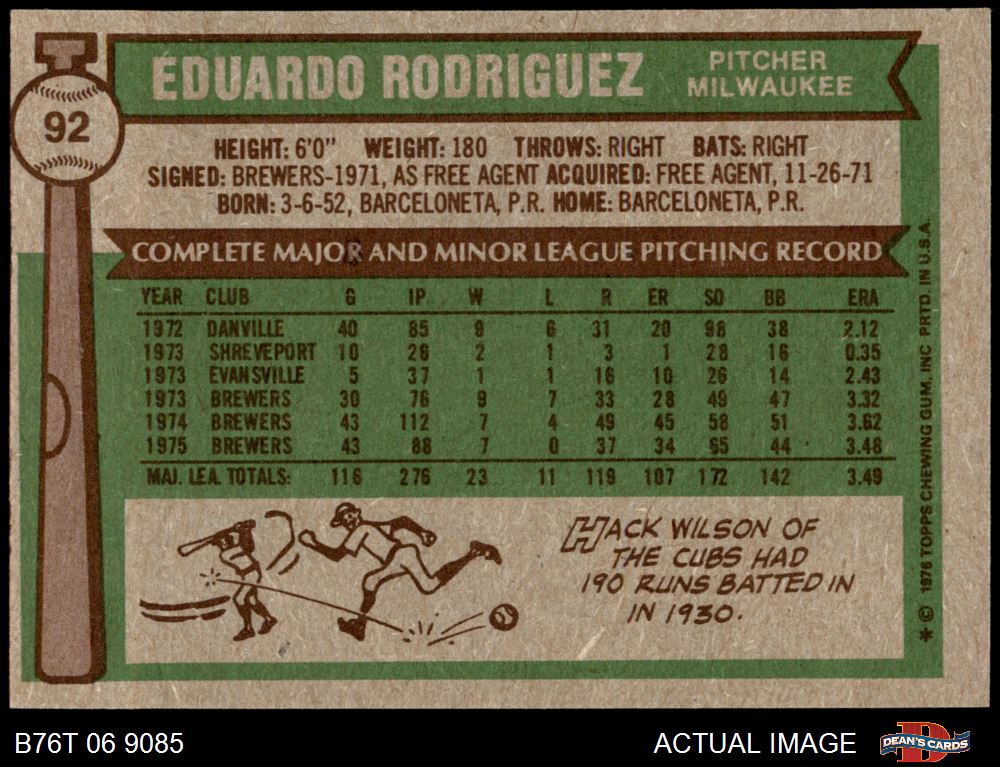 EDUARDO RODRIGUEZ
PITCHER
MILWAUKEE
92
HEIGHT: 6'0" WEIGHT: 180 THROWS: RIGHT BATS: RIGHT
SIGNED: BREWERS-1971, AS FREE AGENT ACQUIRED: FREE AGENT, 11-26-71
BORN: 3-6-52, BARCELONETA, P.R. HOME: BARCELONETA, P.R.
COMPLETE MAJOR AND MINOR LEAGUE PITCHING RECORD
YEAR CLUB G IP W L R ER SO BB ERA
1972 DANVILLE 40 85 9 6 31 20 98 38 2.12
1973 SHREVEPORT 10 26 2 1 3 1 28 16 0.35
1973 EVANSVILLE 5 37 1 1 16 10 26 14 2.43
1973 BREWERS 30 76 9 7 33 28 49 47 3.32
1974 BREWERS 43 112 7 4 49 45 58 51 3.62
1975 BREWERS 43 88 7 0 37 34 65 44 3.48
MAJ. LEA. TOTALS: 116 276 23 11 119 107 172 142 3.49
HACK WILSON OF
THE CUBS HAD
190 RUNS BATTED IN
IN 1930.
* © 1976 TOPPS CHEWING GUM, INC PRTD. IN U.S.A.
B76T 06 9085
ACTUAL IMAGE
D
DEAN'S CARDS